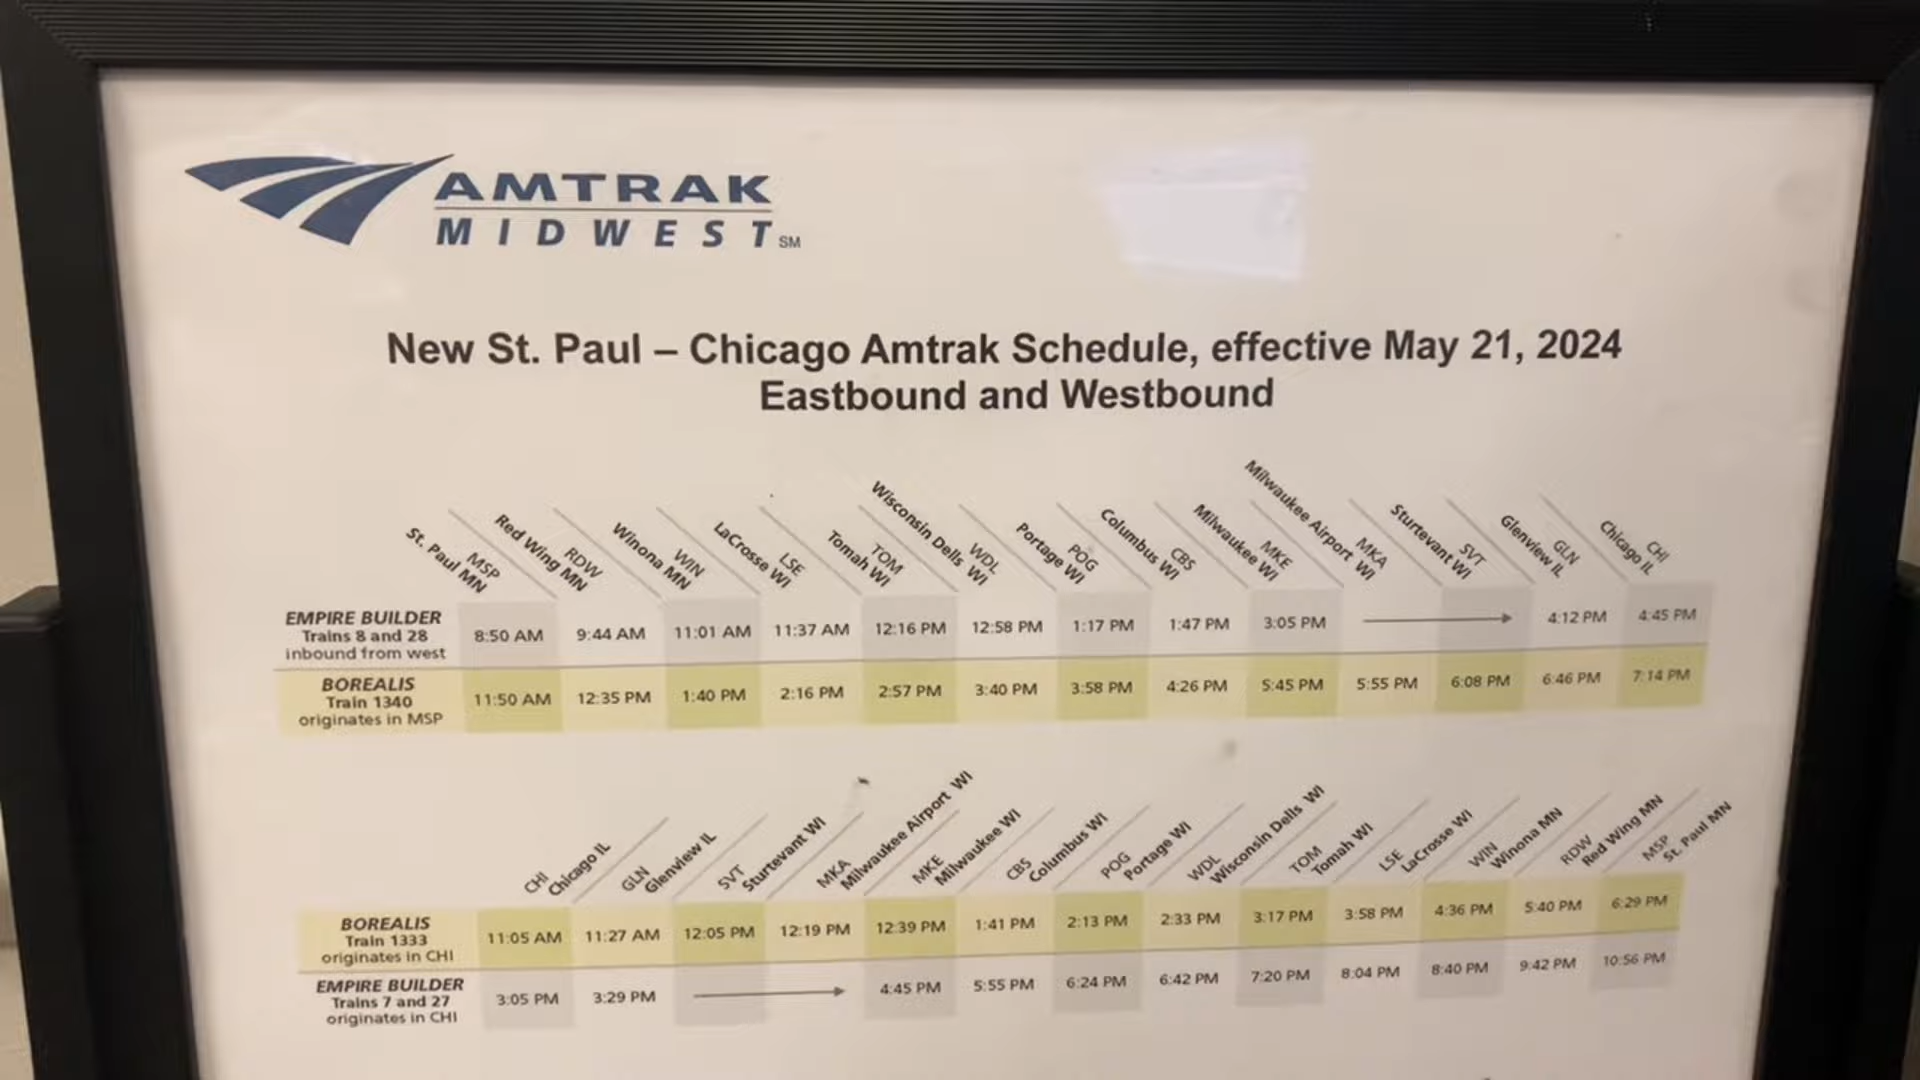 AMTRAK
MIDWEST SM
New St. Paul – Chicago Amtrak Schedule, effective May 21, 2024
Eastbound and Westbound
MSP St. Paul MN
RDW Red Wing MN
WIN Winona MN
LSE LaCrosse WI
TOM Tomah WI
WDL Wisconsin Dells WI
POG Portage WI
CBS Columbus WI
MKE Milwaukee WI
MKA Milwaukee Airport WI
SVT Sturtevant WI
GLN Glenview IL
CHI Chicago IL
EMPIRE BUILDER
Trains 8 and 28
inbound from west
8:50 AM 9:44 AM 11:01 AM 11:37 AM 12:16 PM 12:58 PM 1:17 PM 1:47 PM 3:05 PM 4:12 PM 4:45 PM
BOREALIS
Train 1340
originates in MSP
11:50 AM 12:35 PM 1:40 PM 2:16 PM 2:57 PM 3:40 PM 3:58 PM 4:26 PM 5:45 PM 5:55 PM 6:08 PM 6:46 PM 7:14 PM
CHI Chicago IL
GLN Glenview IL
SVT Sturtevant WI
MKA Milwaukee Airport WI
MKE Milwaukee WI
CBS Columbus WI
POG Portage WI
WDL Wisconsin Dells WI
TOM Tomah WI
LSE LaCrosse WI
WIN Winona MN
RDW Red Wing MN
MSP St. Paul MN
BOREALIS
Train 1333
originates in CHI
11:05 AM 11:27 AM 12:05 PM 12:19 PM 12:39 PM 1:41 PM 2:13 PM 2:33 PM 3:17 PM 3:58 PM 4:36 PM 5:40 PM 6:29 PM
EMPIRE BUILDER
Trains 7 and 27
originates in CHI
3:05 PM 3:29 PM 4:45 PM 5:55 PM 6:24 PM 6:42 PM 7:20 PM 8:04 PM 8:40 PM 9:42 PM 10:56 PM